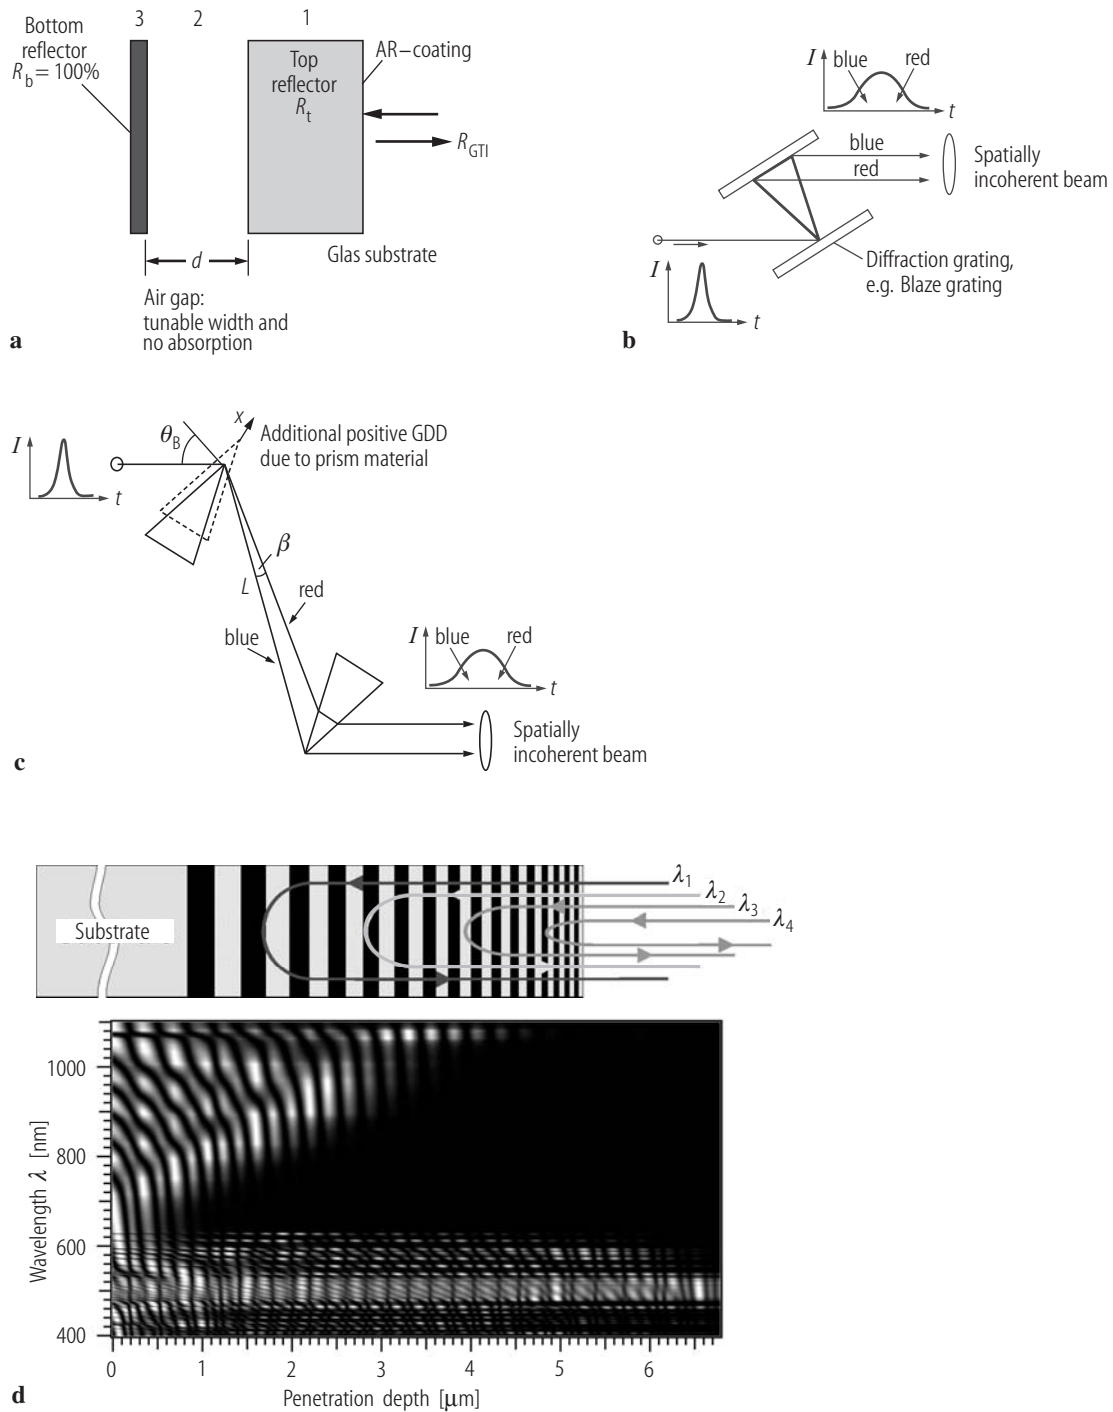 3 2 1
Bottom
reflector
R_b = 100%
Top
reflector
R_t
AR–coating
R_GTI
d
Glas substrate
Air gap:
tunable width and
no absorption
a
I
blue
red
t
blue
red
Spatially
incoherent beam
I
t
Diffraction grating,
e.g. Blaze grating
b
I
t
θ_B
x
Additional positive GDD
due to prism material
β
L
red
blue
I
blue
red
t
Spatially
incoherent beam
c
Substrate
λ_1
λ_2
λ_3
λ_4
Wavelength λ [nm]
1000
800
600
400
0 1 2 3 4 5 6
Penetration depth [μm]
d